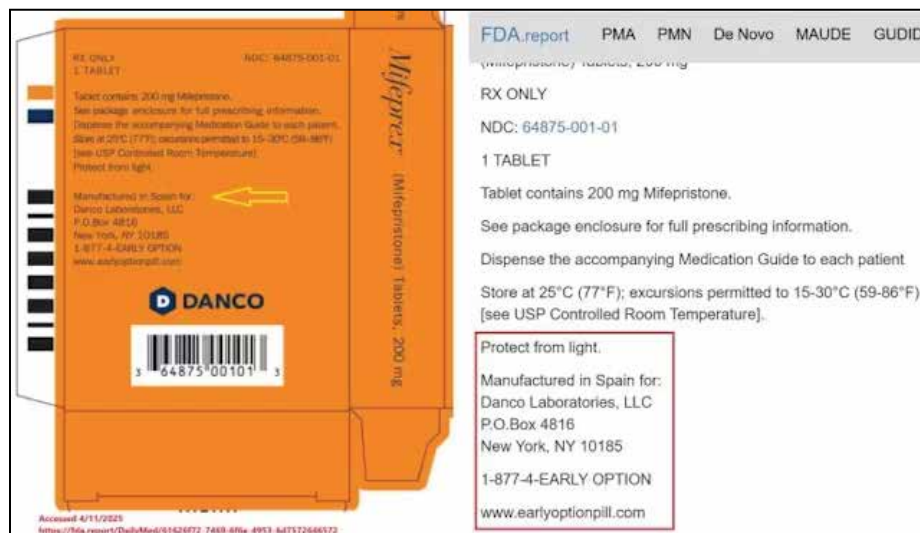 RX ONLY
1 TABLET
NDC: 64875-001-01
Tablet contains 200 mg Mifepristone.
See package enclosure for full prescribing information.
Dispense the accompanying Medication Guide to each patient.
Store at 25°C (77°F); excursions permitted to 15-30°C (59-86°F)
[see USP Controlled Room Temperature].
Protect from light.
Manufactured in Spain for:
Danco Laboratories, LLC
P.O.Box 4816
New York, NY 10185
1-877-4-EARLY OPTION
www.earlyoptionpill.com
DANCO
3 64875 00101 3
Mifeprex (Mifepristone) Tablets, 200 mg
Accessed 4/11/2025
FDA.report PMA PMN De Novo MAUDE GUDID
(Mifepristone) Tablets, 200 mg
RX ONLY
NDC: 64875-001-01
1 TABLET
Tablet contains 200 mg Mifepristone.
See package enclosure for full prescribing information.
Dispense the accompanying Medication Guide to each patient
Store at 25°C (77°F); excursions permitted to 15-30°C (59-86°F)
[see USP Controlled Room Temperature].
Protect from light.
Manufactured in Spain for:
Danco Laboratories, LLC
P.O.Box 4816
New York, NY 10185
1-877-4-EARLY OPTION
www.earlyoptionpill.com